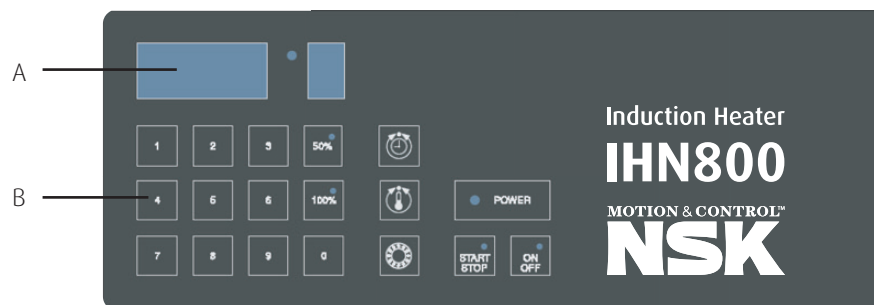 A
B
1 2 3 50%
4 5 6 100%
7 8 9 0
POWER
START
STOP
ON
OFF
Induction Heater
IHN800
MOTION & CONTROL™
NSK